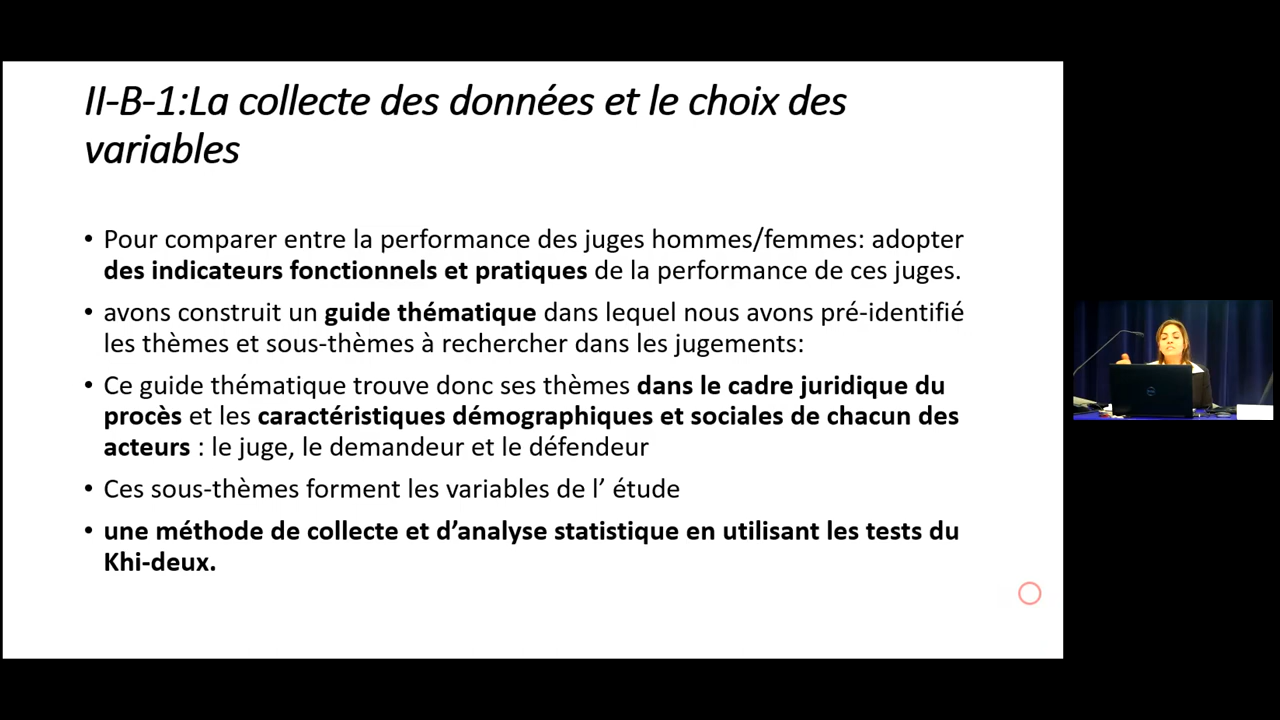 II-B-1:La collecte des données et le choix des
variables
• Pour comparer entre la performance des juges hommes/femmes: adopter
des indicateurs fonctionnels et pratiques de la performance de ces juges.
• avons construit un guide thématique dans lequel nous avons pré-identifié
les thèmes et sous-thèmes à rechercher dans les jugements:
• Ce guide thématique trouve donc ses thèmes dans le cadre juridique du
procès et les caractéristiques démographiques et sociales de chacun des
acteurs : le juge, le demandeur et le défendeur
• Ces sous-thèmes forment les variables de l’ étude
• une méthode de collecte et d’analyse statistique en utilisant les tests du
Khi-deux.